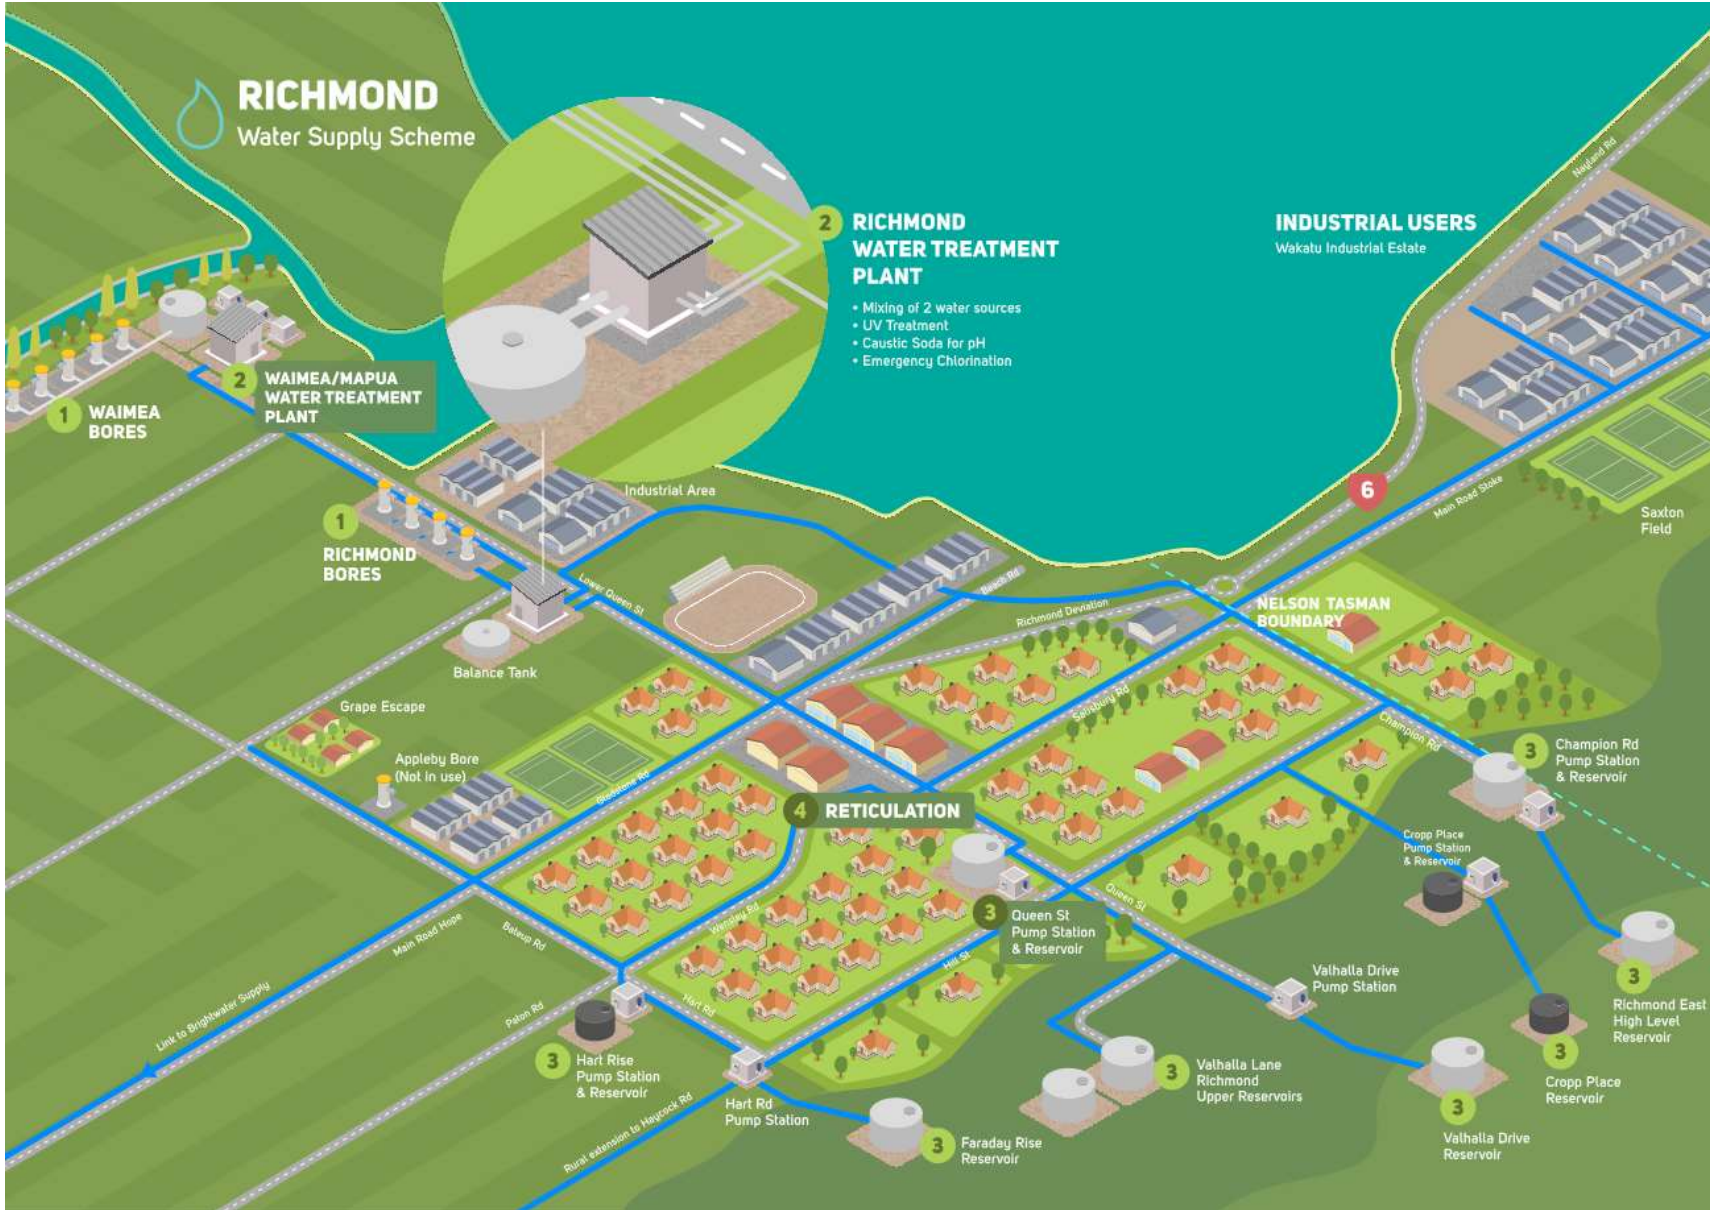 RICHMOND
Water Supply Scheme
2
RICHMOND
WATER TREATMENT
PLANT
• Mixing of 2 water sources
• UV Treatment
• Caustic Soda for pH
• Emergency Chlorination
INDUSTRIAL USERS
Wakatu Industrial Estate
Nayland Rd
2
WAIMEA/MAPUA
WATER TREATMENT
PLANT
1
WAIMEA
BORES
1
RICHMOND
BORES
Industrial Area
6
Main Road Stoke
Saxton
Field
Lower Queen St
Beach Rd
Richmond Deviation
NELSON TASMAN
BOUNDARY
Balance Tank
Grape Escape
Appleby Bore
(Not in use)
Gladstone Rd
Salisbury Rd
Champion Rd
3
Champion Rd
Pump Station
& Reservoir
4
RETICULATION
Cropp Place
Pump Station
& Reservoir
Queen St
3
Queen St
Pump Station
& Reservoir
Wensley Rd
Main Road Hope
Bateup Rd
Hill St
Hart Rd
Paton Rd
Link to Brightwater Supply
Valhalla Drive
Pump Station
3
Richmond East
High Level
Reservoir
3
Hart Rise
Pump Station
& Reservoir
Hart Rd
Pump Station
Rural extension to Haycock Rd
3
Faraday Rise
Reservoir
3
Valhalla Lane
Richmond
Upper Reservoirs
3
Valhalla Drive
Reservoir
3
Cropp Place
Reservoir